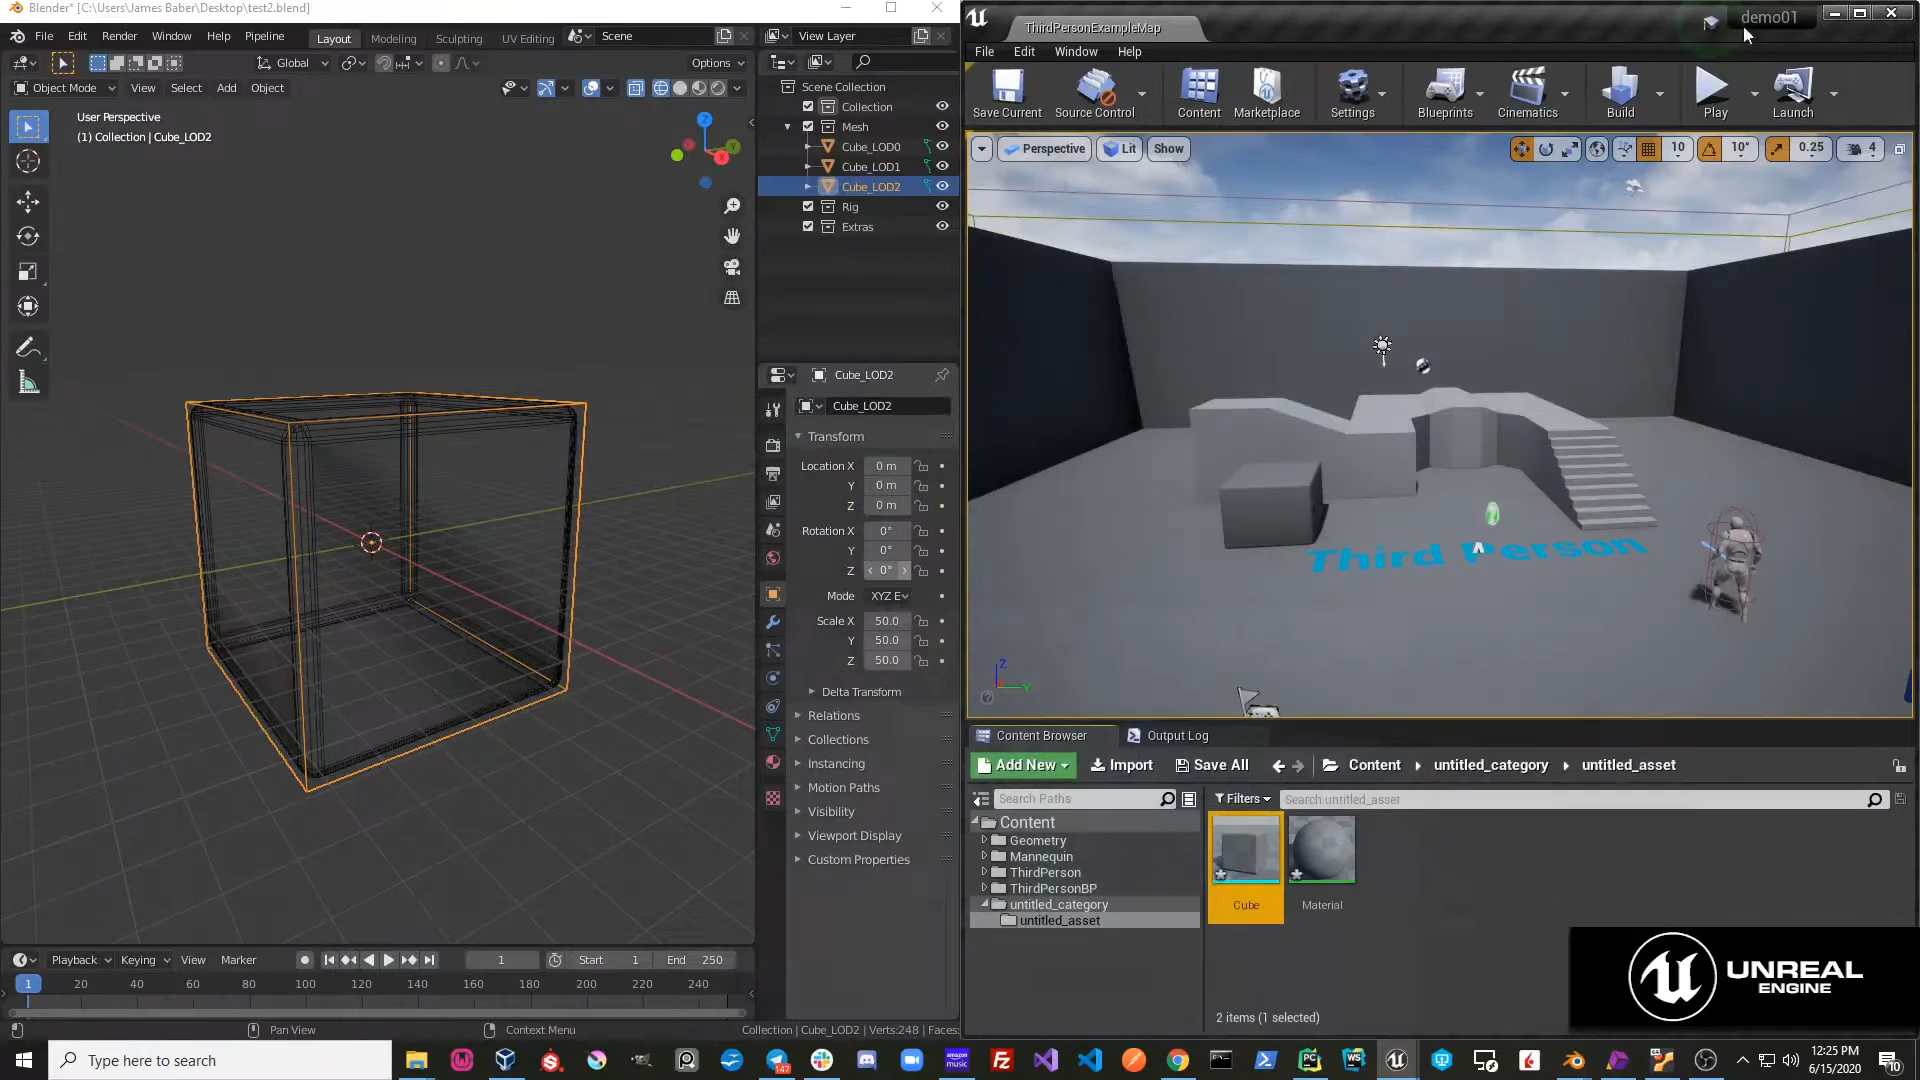 Blender* [C:\Users\James Baber\Desktop\test2.blend]
File Edit Render Window Help Pipeline
Layout Modeling Sculpting UV Editing
Scene
View Layer
Global
Options
Object Mode View Select Add Object
User Perspective
(1) Collection | Cube_LOD2
Z
Y
X
Scene Collection
Collection
Mesh
Cube_LOD0
Cube_LOD1
Cube_LOD2
Rig
Extras
Cube_LOD2
Cube_LOD2
Transform
Location X 0 m
Y 0 m
Z 0 m
Rotation X 0°
Y 0°
Z 0°
Mode XYZ E
Scale X 50.0
Y 50.0
Z 50.0
Delta Transform
Relations
Collections
Instancing
Motion Paths
Visibility
Viewport Display
Custom Properties
Playback Keying View Marker
1
Start 1
End 250
1 20 40 60 80 100 120 140 160 180 200 220 240
Pan View
Context Menu
Collection | Cube_LOD2 | Verts:248 | Faces:
ThirdPersonExampleMap
demo01
File Edit Window Help
Save Current
Source Control
Content
Marketplace
Settings
Blueprints
Cinematics
Build
Play
Launch
Perspective
Lit
Show
10
10°
0.25
4
Third Person
Z
Y
Content Browser
Output Log
Add New
Import
Save All
Content
untitled_category
untitled_asset
Search Paths
Filters
Search untitled_asset
Content
Geometry
Mannequin
ThirdPerson
ThirdPersonBP
untitled_category
untitled_asset
Cube
Material
2 items (1 selected)
UNREAL
ENGINE
Type here to search
amazon
music
147
12:25 PM
6/15/2020
10